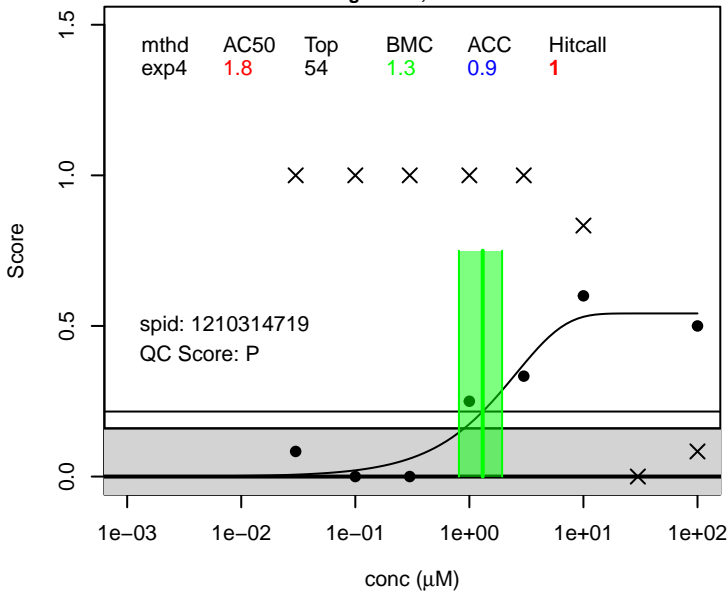 mthd AC50 Top BMC ACC Hitcall
exp4 1.8 54 1.3 0.9 1
1.5
1.0
0.5
0.0
Score
spid: 1210314719
QC Score: P
1e−03 1e−02 1e−01 1e+00 1e+01 1e+02
conc (μM)